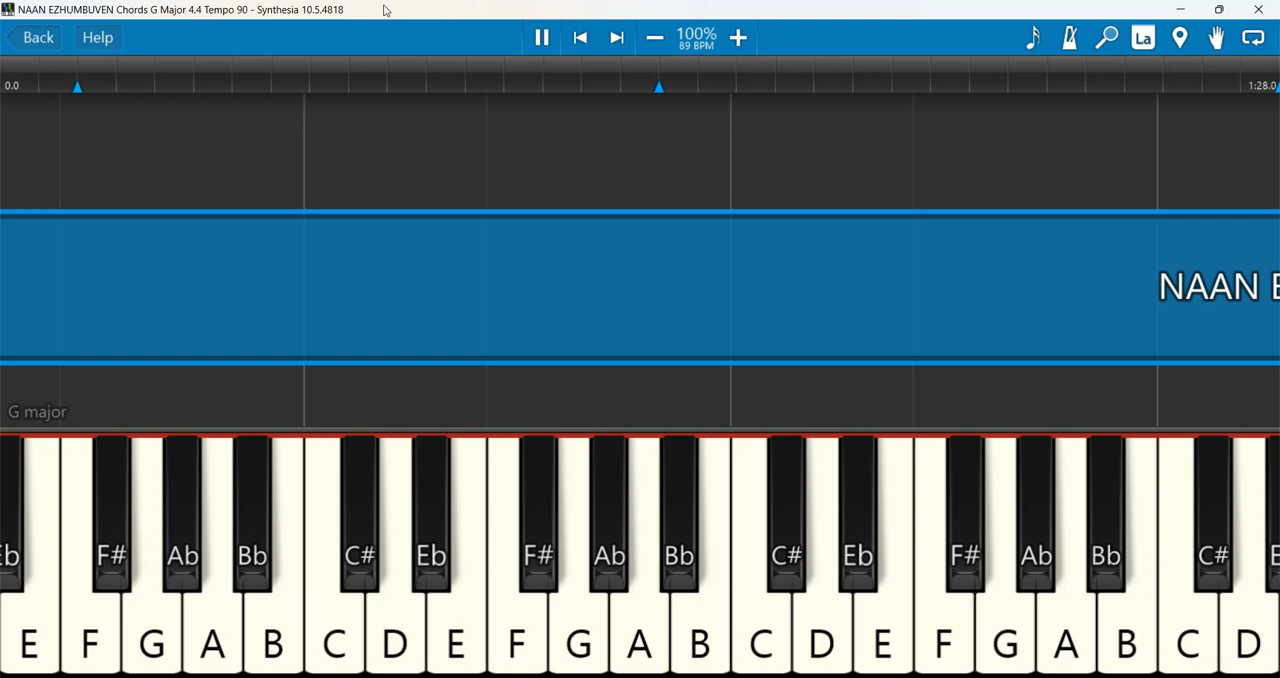 NAAN EZHUMBUVEN Chords G Major 4.4 Tempo 90 - Synthesia 10.5.4818
Back Help 100% La
89 BPM
0.0 1:28.0
NAAN
G major
F# Ab Bb C# Eb F# Ab Bb C# Eb F# Ab Bb C#
E F G A B C D E F G A B C D E F G A B C D